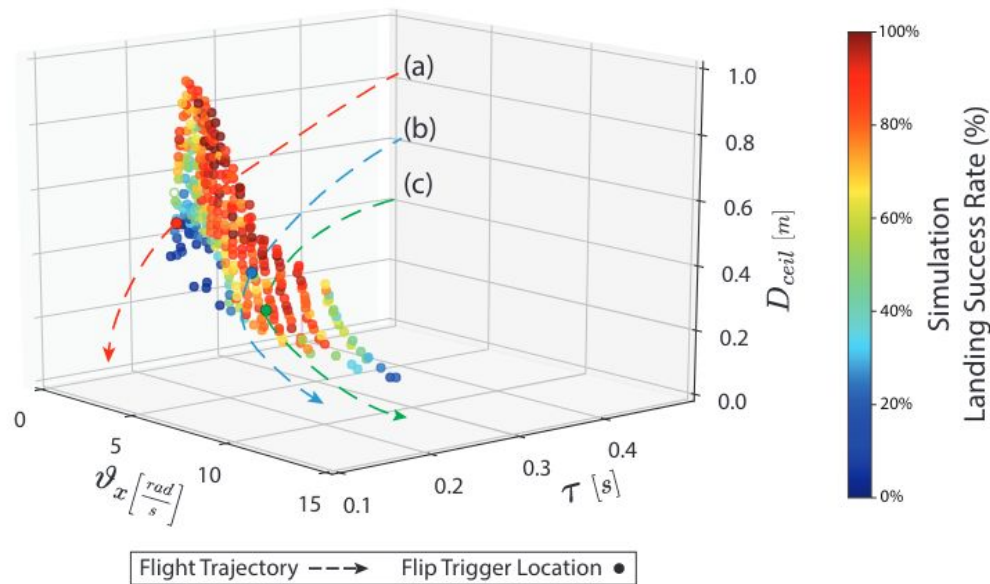 (a)
(b)
(c)
1.0
0.8
0.6
0.4
0.2
0.0
D_ceil [m]
0
5
10
15
ϑ_x [rad/s]
0.1
0.2
0.3
0.4
τ [s]
100%
80%
60%
40%
20%
0%
Simulation
Landing Success Rate (%)
Flight Trajectory
Flip Trigger Location